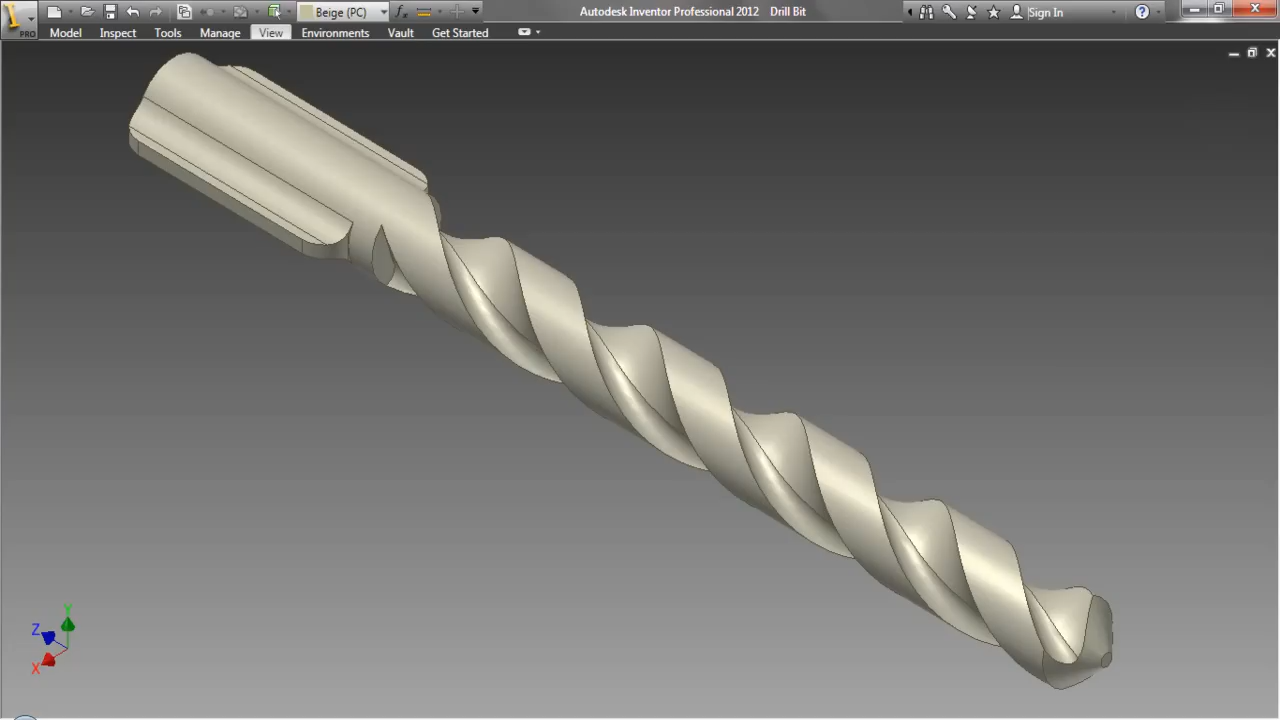 Beige (PC)
Autodesk Inventor Professional 2012 Drill Bit
Sign In
PRO
Model Inspect Tools Manage View Environments Vault Get Started
Y
Z
X